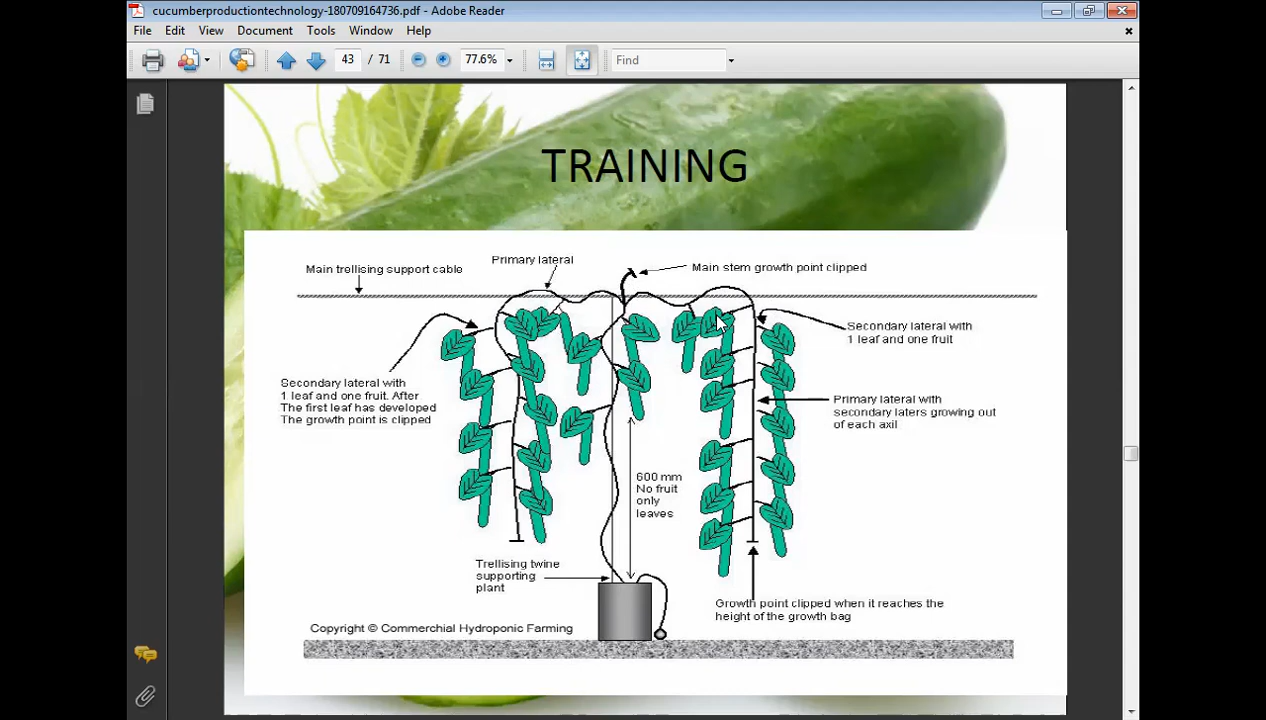 cucumberproductiontechnology-180709164736.pdf - Adobe Reader
File Edit View Document Tools Window Help
43 / 71 77.6% Find
TRAINING
Main trellising support cable
Primary lateral
Main stem growth point clipped
Secondary lateral with
1 leaf and one fruit
Secondary lateral with
1 leaf and one fruit. After
The first leaf has developed
The growth point is clipped
Primary lateral with
secondary laters growing out
of each axil
600 mm
No fruit
only
leaves
Trellising twine
supporting
plant
Growth point clipped when it reaches the
height of the growth bag
Copyright © Commerchial Hydroponic Farming